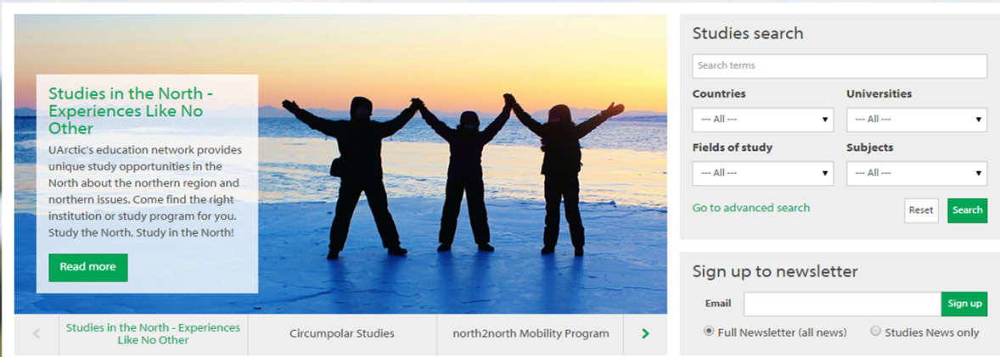 Studies in the North -
Experiences Like No
Other
UArctic's education network provides
unique study opportunities in the
North about the northern region and
northern issues. Come find the right
institution or study program for you.
Study the North, Study in the North!
Read more
Studies in the North - Experiences
Like No Other
Circumpolar Studies
north2north Mobility Program
Studies search
Search terms
Countries
Universities
--- All ---
--- All ---
Fields of study
Subjects
--- All ---
--- All ---
Go to advanced search
Reset
Search
Sign up to newsletter
Email
Sign up
Full Newsletter (all news)
Studies News only